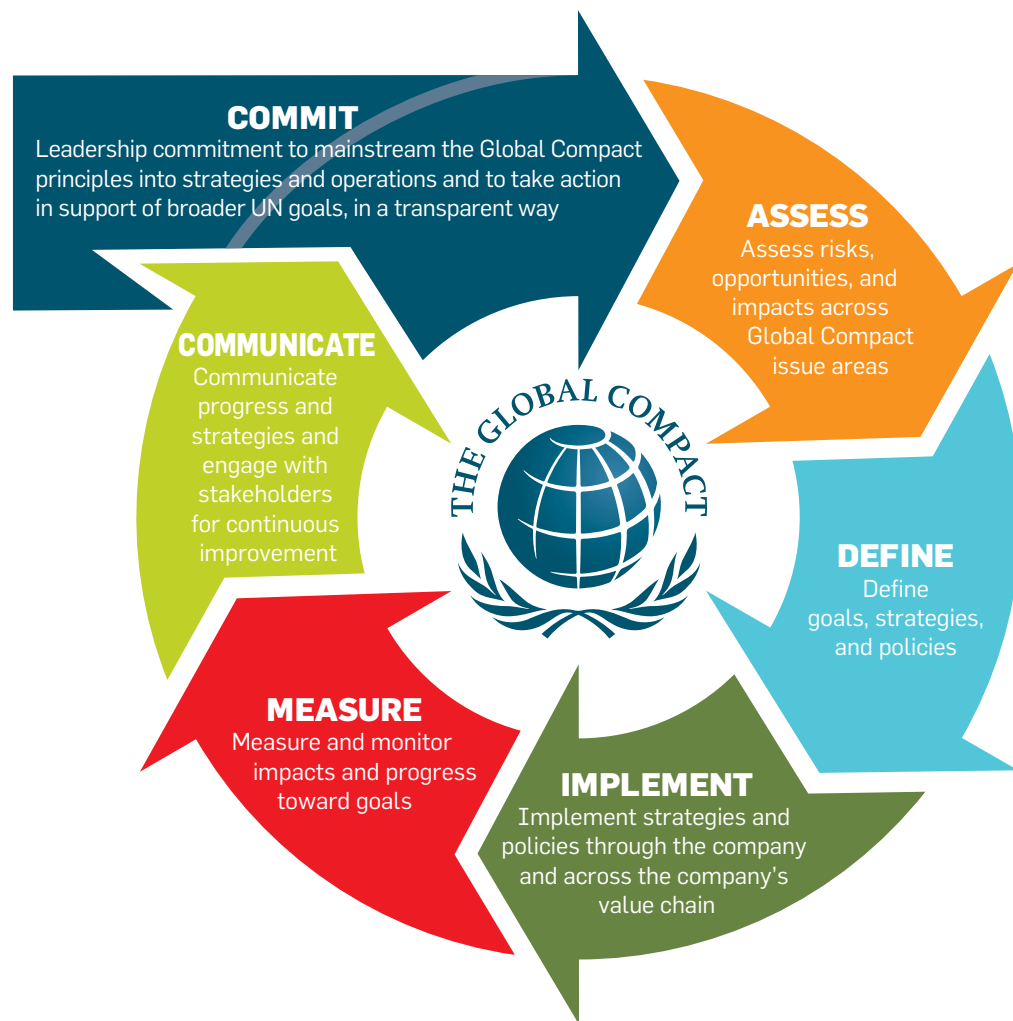 COMMIT
Leadership commitment to mainstream the Global Compact
principles into strategies and operations and to take action
in support of broader UN goals, in a transparent way
ASSESS
Assess risks,
opportunities, and
impacts across
Global Compact
issue areas
DEFINE
Define
goals, strategies,
and policies
IMPLEMENT
Implement strategies and
policies through the company
and across the company's
value chain
MEASURE
Measure and monitor
impacts and progress
toward goals
COMMUNICATE
Communicate
progress and
strategies and
engage with
stakeholders
for continuous
improvement
THE GLOBAL COMPACT